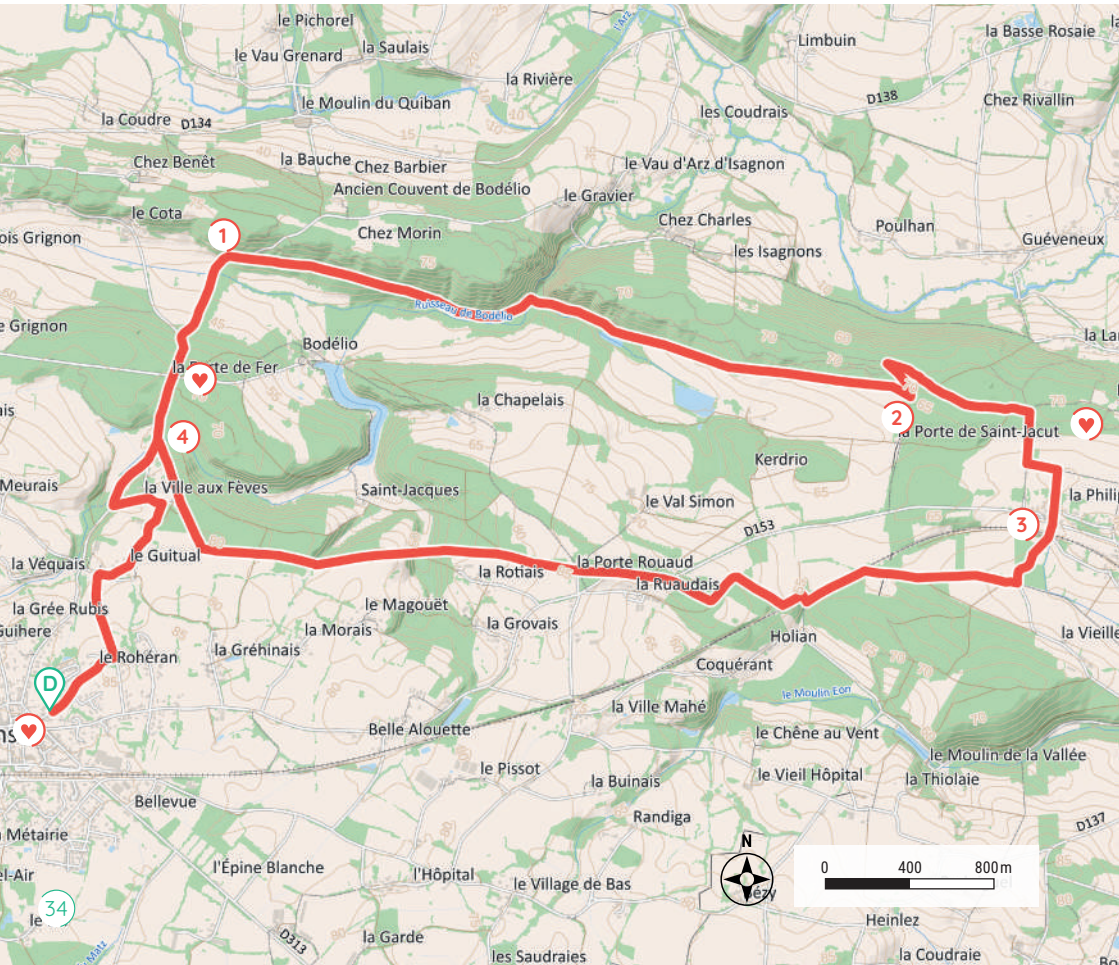 le Pichorel
l'Arz
la Saulais
le Vau Grenard
Limbuin
la Basse Rosaie
la Rivière
le Moulin du Quiban
D138
Chez Rivallin
la Coudre
D134
les Coudrais
Chez Benêt
la Bauche
Chez Barbier
le Vau d'Arz d'Isagnon
Ancien Couvent de Bodélio
le Gravier
le Cota
Chez Charles
Poulhan
ois Grignon
1
Chez Morin
Guéveneux
les Isagnons
Ruisseau de Bodélio
e Grignon
Bodélio
la Porte de Fer
la Chapelais
2
la Porte de Saint-Jacut
4
Kerdrio
Meurais
la Ville aux Fèves
Saint-Jacques
le Val Simon
D153
3
le Guitual
la Véquais
la Rotiais
la Porte Rouaud
la Ruaudais
la Grée Rubis
le Magouët
la Grovais
Guihere
la Morais
Holian
la Vieille
le Rohéran
la Gréhinais
Coquérant
D
le Moulin Eon
la Ville Mahé
Belle Alouette
le Chêne au Vent
le Moulin de la Vallée
le Pissot
la Buinais
le Vieil Hôpital
la Thiolaie
Bellevue
Randiga
D137
Métairie
N
l'Épine Blanche
l'Hôpital
0 400 800m
el-Air
le Village de Bas
34
le
Heinlez
D313
la Garde
les Saudraies
la Coudraie